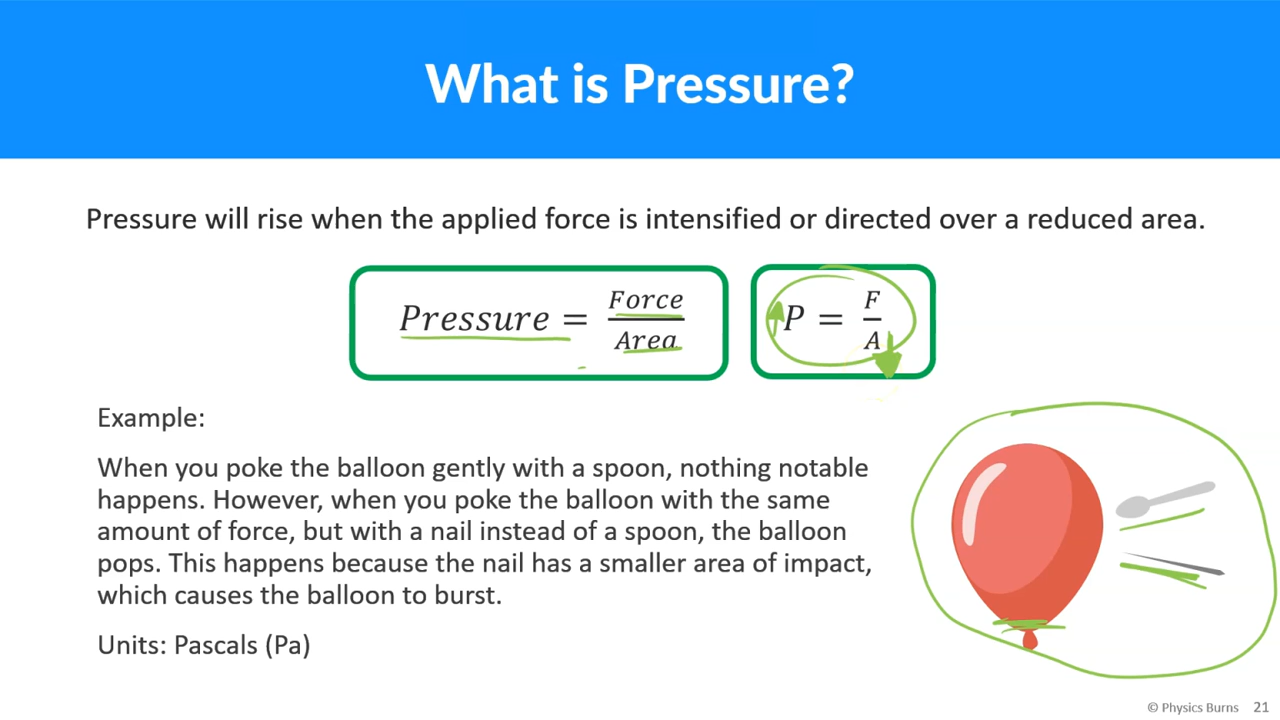 What is Pressure?
Pressure will rise when the applied force is intensified or directed over a reduced area.
Pressure = Force / Area
P = F / A
Example:
When you poke the balloon gently with a spoon, nothing notable
happens. However, when you poke the balloon with the same
amount of force, but with a nail instead of a spoon, the balloon
pops. This happens because the nail has a smaller area of impact,
which causes the balloon to burst.
Units: Pascals (Pa)
© Physics Burns 21